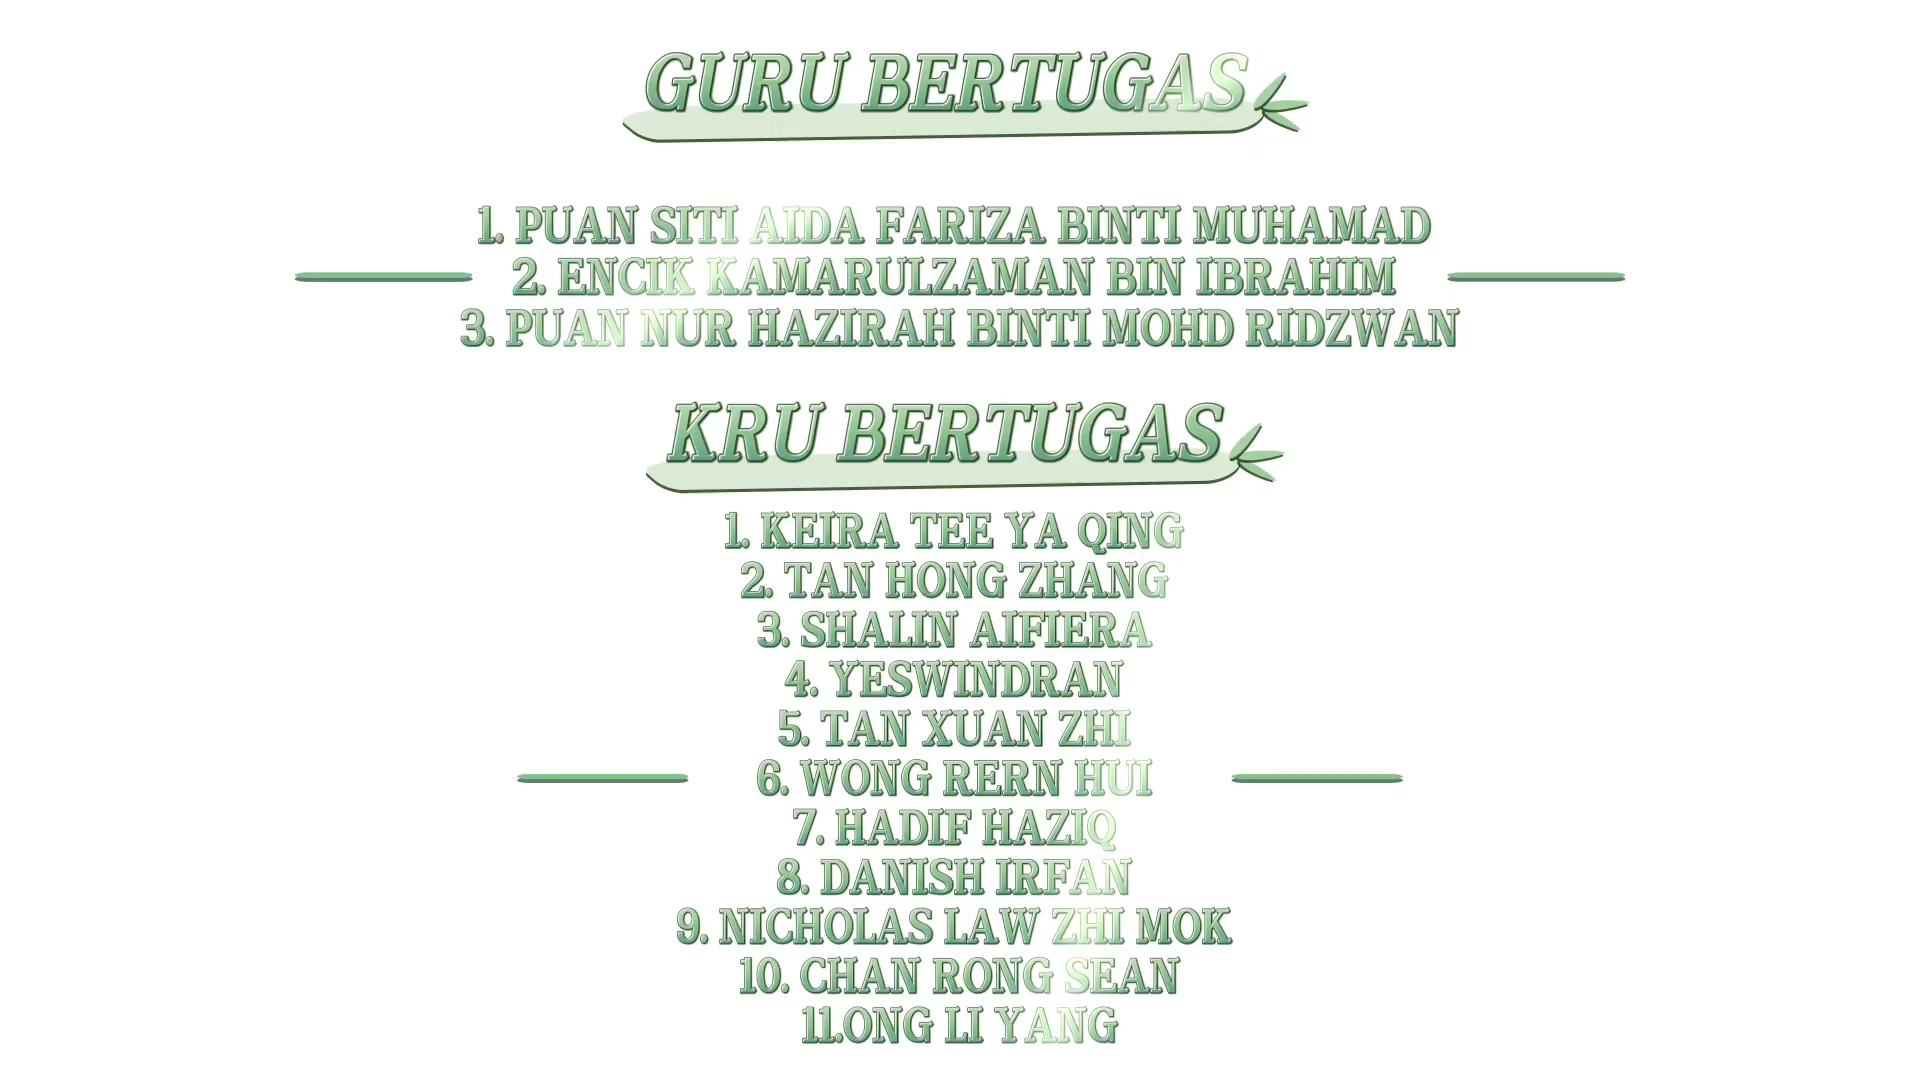 GURU BERTUGAS
1. PUAN SITI AIDA FARIZA BINTI MUHAMAD
2. ENCIK KAMARULZAMAN BIN IBRAHIM
3. PUAN NUR HAZIRAH BINTI MOHD RIDZWAN
KRU BERTUGAS
1. KEIRA TEE YA QING
2. TAN HONG ZHANG
3. SHALIN AIFIERA
4. YESWINDRAN
5. TAN XUAN ZHI
6. WONG RERN HUI
7. HADIF HAZIQ
8. DANISH IRFAN
9. NICHOLAS LAW ZHI MOK
10. CHAN RONG SEAN
11.ONG LI YANG